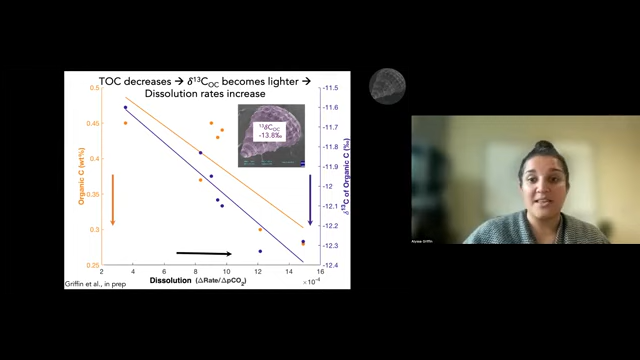 TOC decreases → δ¹³C_OC becomes lighter →
Dissolution rates increase
0.5
0.45
0.4
0.35
0.3
0.25
Organic C (wt%)
¹³δC_OC
-13.8‰
-11.5
-11.6
-11.7
-11.8
-11.9
-12
-12.1
-12.2
-12.3
-12.4
δ¹³C of Organic C (‰)
2 4 6 8 10 12 14 16
×10⁻⁴
Dissolution (ΔRate/ΔpCO₂)
Griffin et al., in prep
Alyssa Griffin